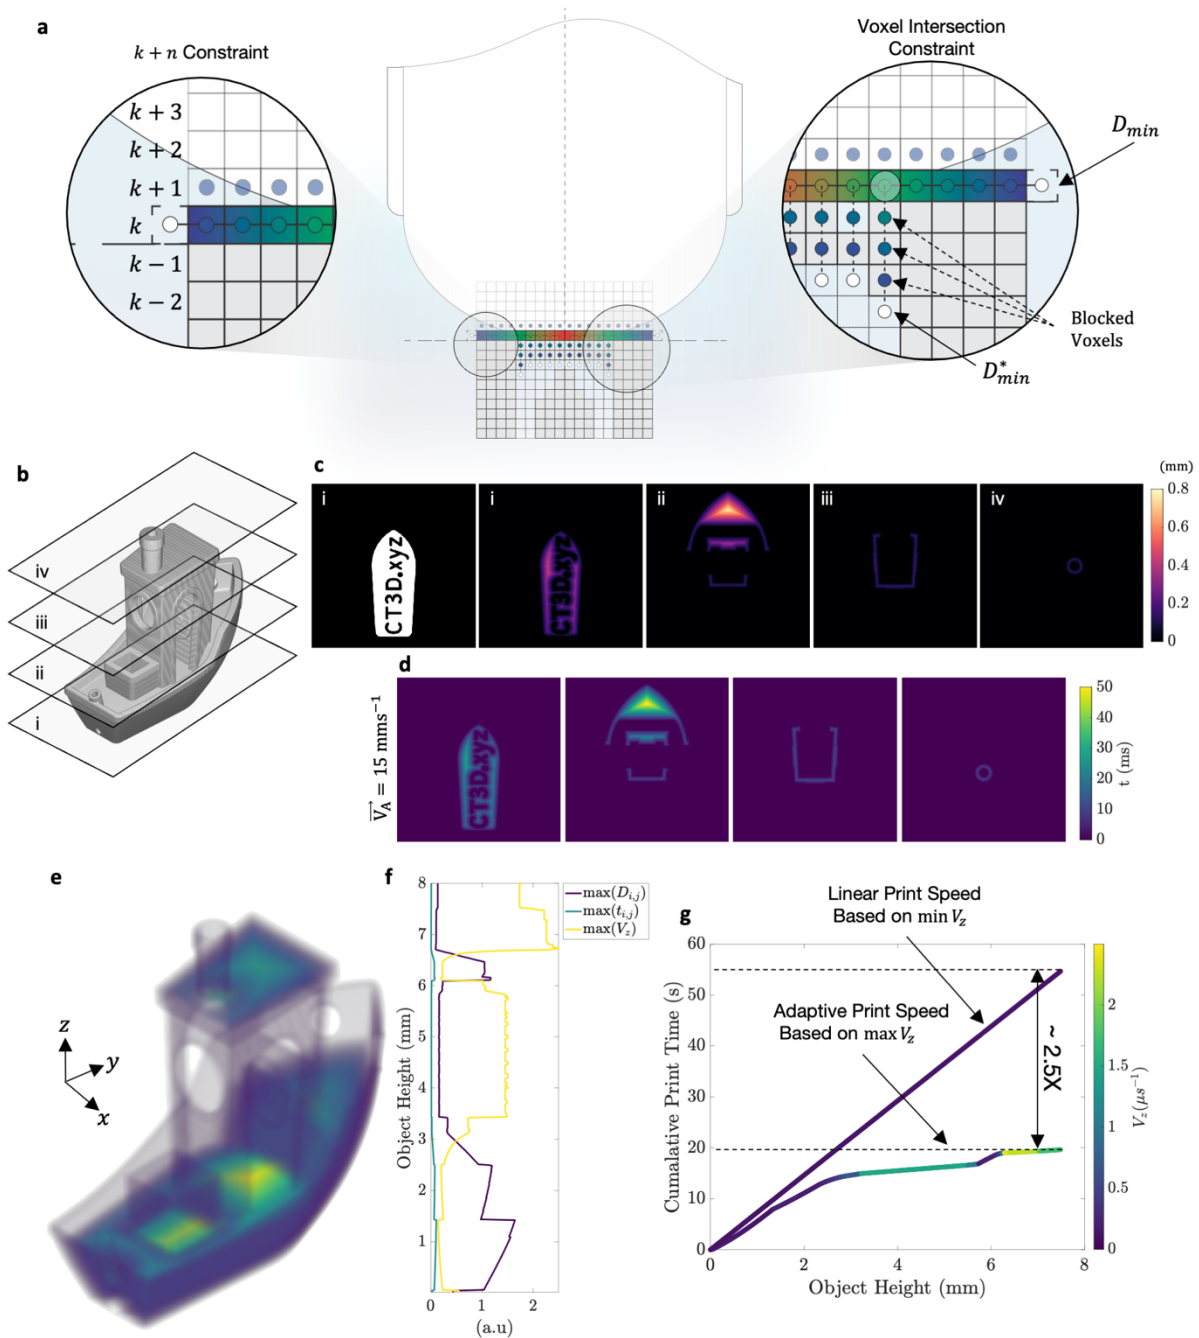 a
k + n Constraint
k + 3
k + 2
k + 1
k
k − 1
k − 2
Voxel Intersection
Constraint
D_min
Blocked
Voxels
D*_min
b
iv
iii
ii
i
c
i
i
ii
iii
iv
(mm)
0.8
0.6
0.4
0.2
0
CT3D.xyz
CT3D.xyz
d
V_A = 15 mms⁻¹
CT3D.xyz
50
40
30
20
10
0
t (ms)
e
z
y
x
f
8
7
6
5
4
3
2
1
Object Height (mm)
0
1
2
(a.u)
max(D_i,j)
max(t_i,j)
max(V_z)
g
Linear Print Speed
Based on min V_z
Adaptive Print Speed
Based on max V_z
~ 2.5X
60
50
40
30
20
10
0
Cumalative Print Time (s)
0
2
4
6
8
Object Height (mm)
2
1.5
1
0.5
0
V_z (μs⁻¹)